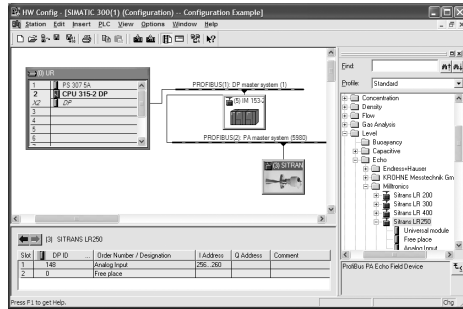 HW Config - [SIMATIC 300(1) (Configuration) -- Configuration Example]
Station Edit Insert PLC View Options Window Help
(0) UR
1 PS 307 5A
2 CPU 315-2 DP
X2 DP
3
4
5
6
PROFIBUS(1): DP master system (1)
(5) IM 153-2
PROFIBUS(2): PA master system (5980)
(3) SITRAN
Find:
Profile: Standard
Concentration
Density
Flow
Gas Analysis
Level
Buoyancy
Capacitive
Echo
Endress+Hauser
KROHNE Messtechnik Gm
Milltronics
Sitrans LR 200
Sitrans LR 300
Sitrans LR 400
Sitrans LR250
Universal module
Free place
Analog Input
(3) SITRANS LR250
Slot DP ID ... Order Number / Designation I Address Q Address Comment
1 148 Analog Input 256...260
2 0 Free place
ProfiBus PA Echo Field Device
Press F1 to get Help.
Chg